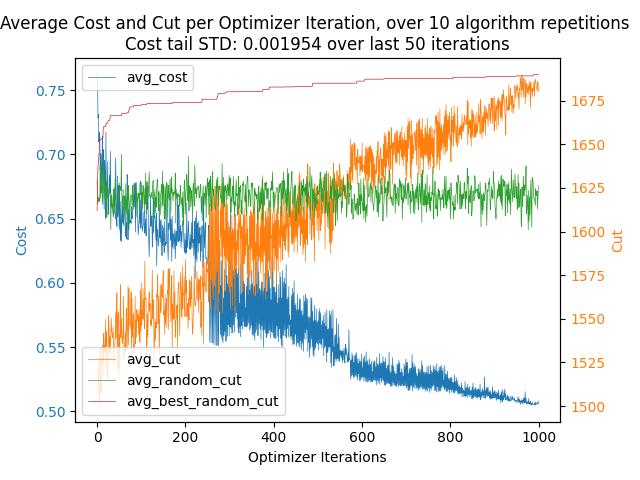 Average Cost and Cut per Optimizer Iteration, over 10 algorithm repetitions
Cost tail STD: 0.001954 over last 50 iterations
avg_cost
0.75
0.70
0.65
0.60
0.55
0.50
Cost
1675
1650
1625
1600
1575
1550
1525
1500
Cut
avg_cut
avg_random_cut
avg_best_random_cut
0
200
400
600
800
1000
Optimizer Iterations